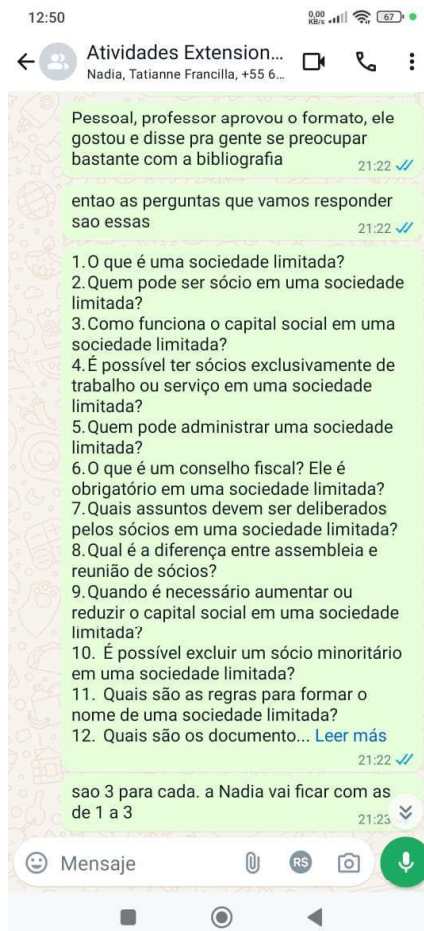 12:50
0,00
KB/s
67
Atividades Extension...
Nadia, Tatianne Francilla, +55 6...
Pessoal, professor aprovou o formato, ele
gostou e disse pra gente se preocupar
bastante com a bibliografia
21:22
entao as perguntas que vamos responder
sao essas
21:22
1.O que é uma sociedade limitada?
2.Quem pode ser sócio em uma sociedade
limitada?
3.Como funciona o capital social em uma
sociedade limitada?
4.É possível ter sócios exclusivamente de
trabalho ou serviço em uma sociedade
limitada?
5.Quem pode administrar uma sociedade
limitada?
6.O que é um conselho fiscal? Ele é
obrigatório em uma sociedade limitada?
7.Quais assuntos devem ser deliberados
pelos sócios em uma sociedade limitada?
8.Qual é a diferença entre assembleia e
reunião de sócios?
9.Quando é necessário aumentar ou
reduzir o capital social em uma sociedade
limitada?
10. É possível excluir um sócio minoritário
em uma sociedade limitada?
11. Quais são as regras para formar o
nome de uma sociedade limitada?
12. Quais são os documento... Leer más
21:22
sao 3 para cada. a Nadia vai ficar com as
de 1 a 3
21:23
Mensaje
R$